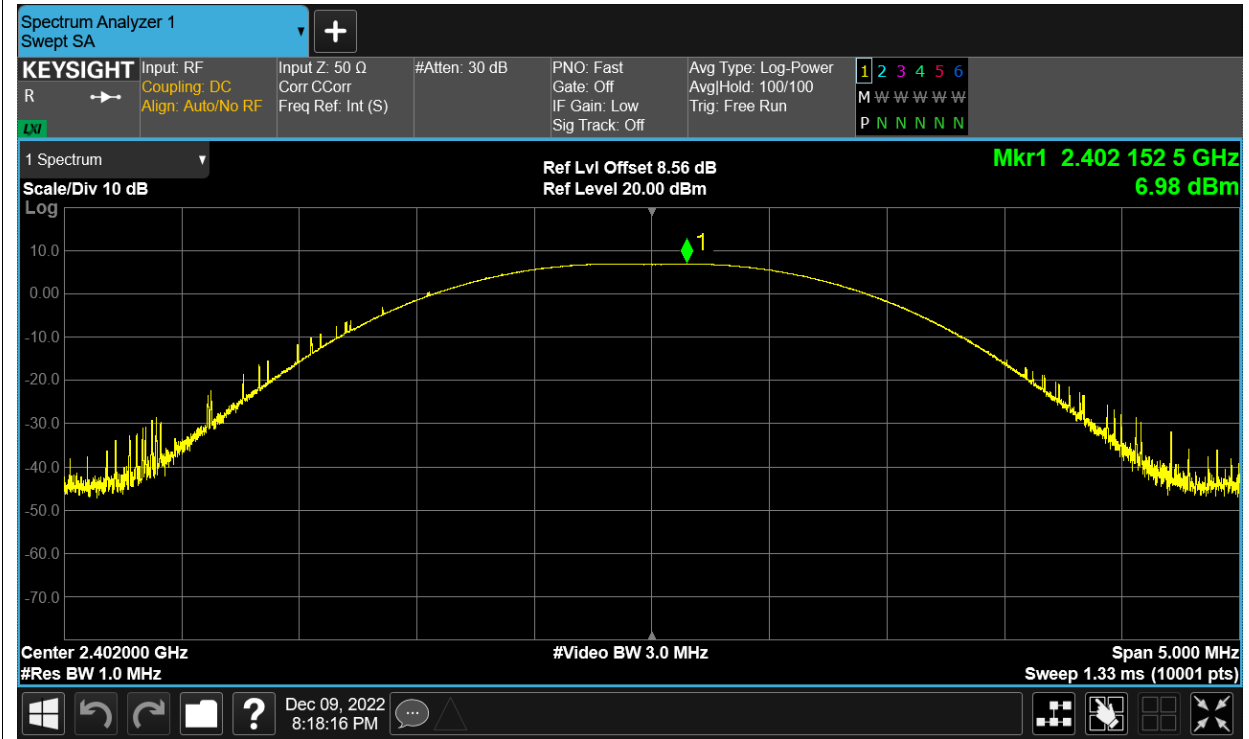 Spectrum Analyzer 1
Swept SA
KEYSIGHT
R
LXI
Input: RF
Coupling: DC
Align: Auto/No RF
Input Z: 50 Ω
Corr CCorr
Freq Ref: Int (S)
#Atten: 30 dB
PNO: Fast
Gate: Off
IF Gain: Low
Sig Track: Off
Avg Type: Log-Power
Avg|Hold: 100/100
Trig: Free Run
1 2 3 4 5 6
M W W W W W
P N N N N N
1 Spectrum
Scale/Div 10 dB
Ref Lvl Offset 8.56 dB
Ref Level 20.00 dBm
Mkr1 2.402 152 5 GHz
6.98 dBm
Log
1
10.0
0.00
-10.0
-20.0
-30.0
-40.0
-50.0
-60.0
-70.0
Center 2.402000 GHz
#Video BW 3.0 MHz
Span 5.000 MHz
#Res BW 1.0 MHz
Sweep 1.33 ms (10001 pts)
?
Dec 09, 2022
8:18:16 PM